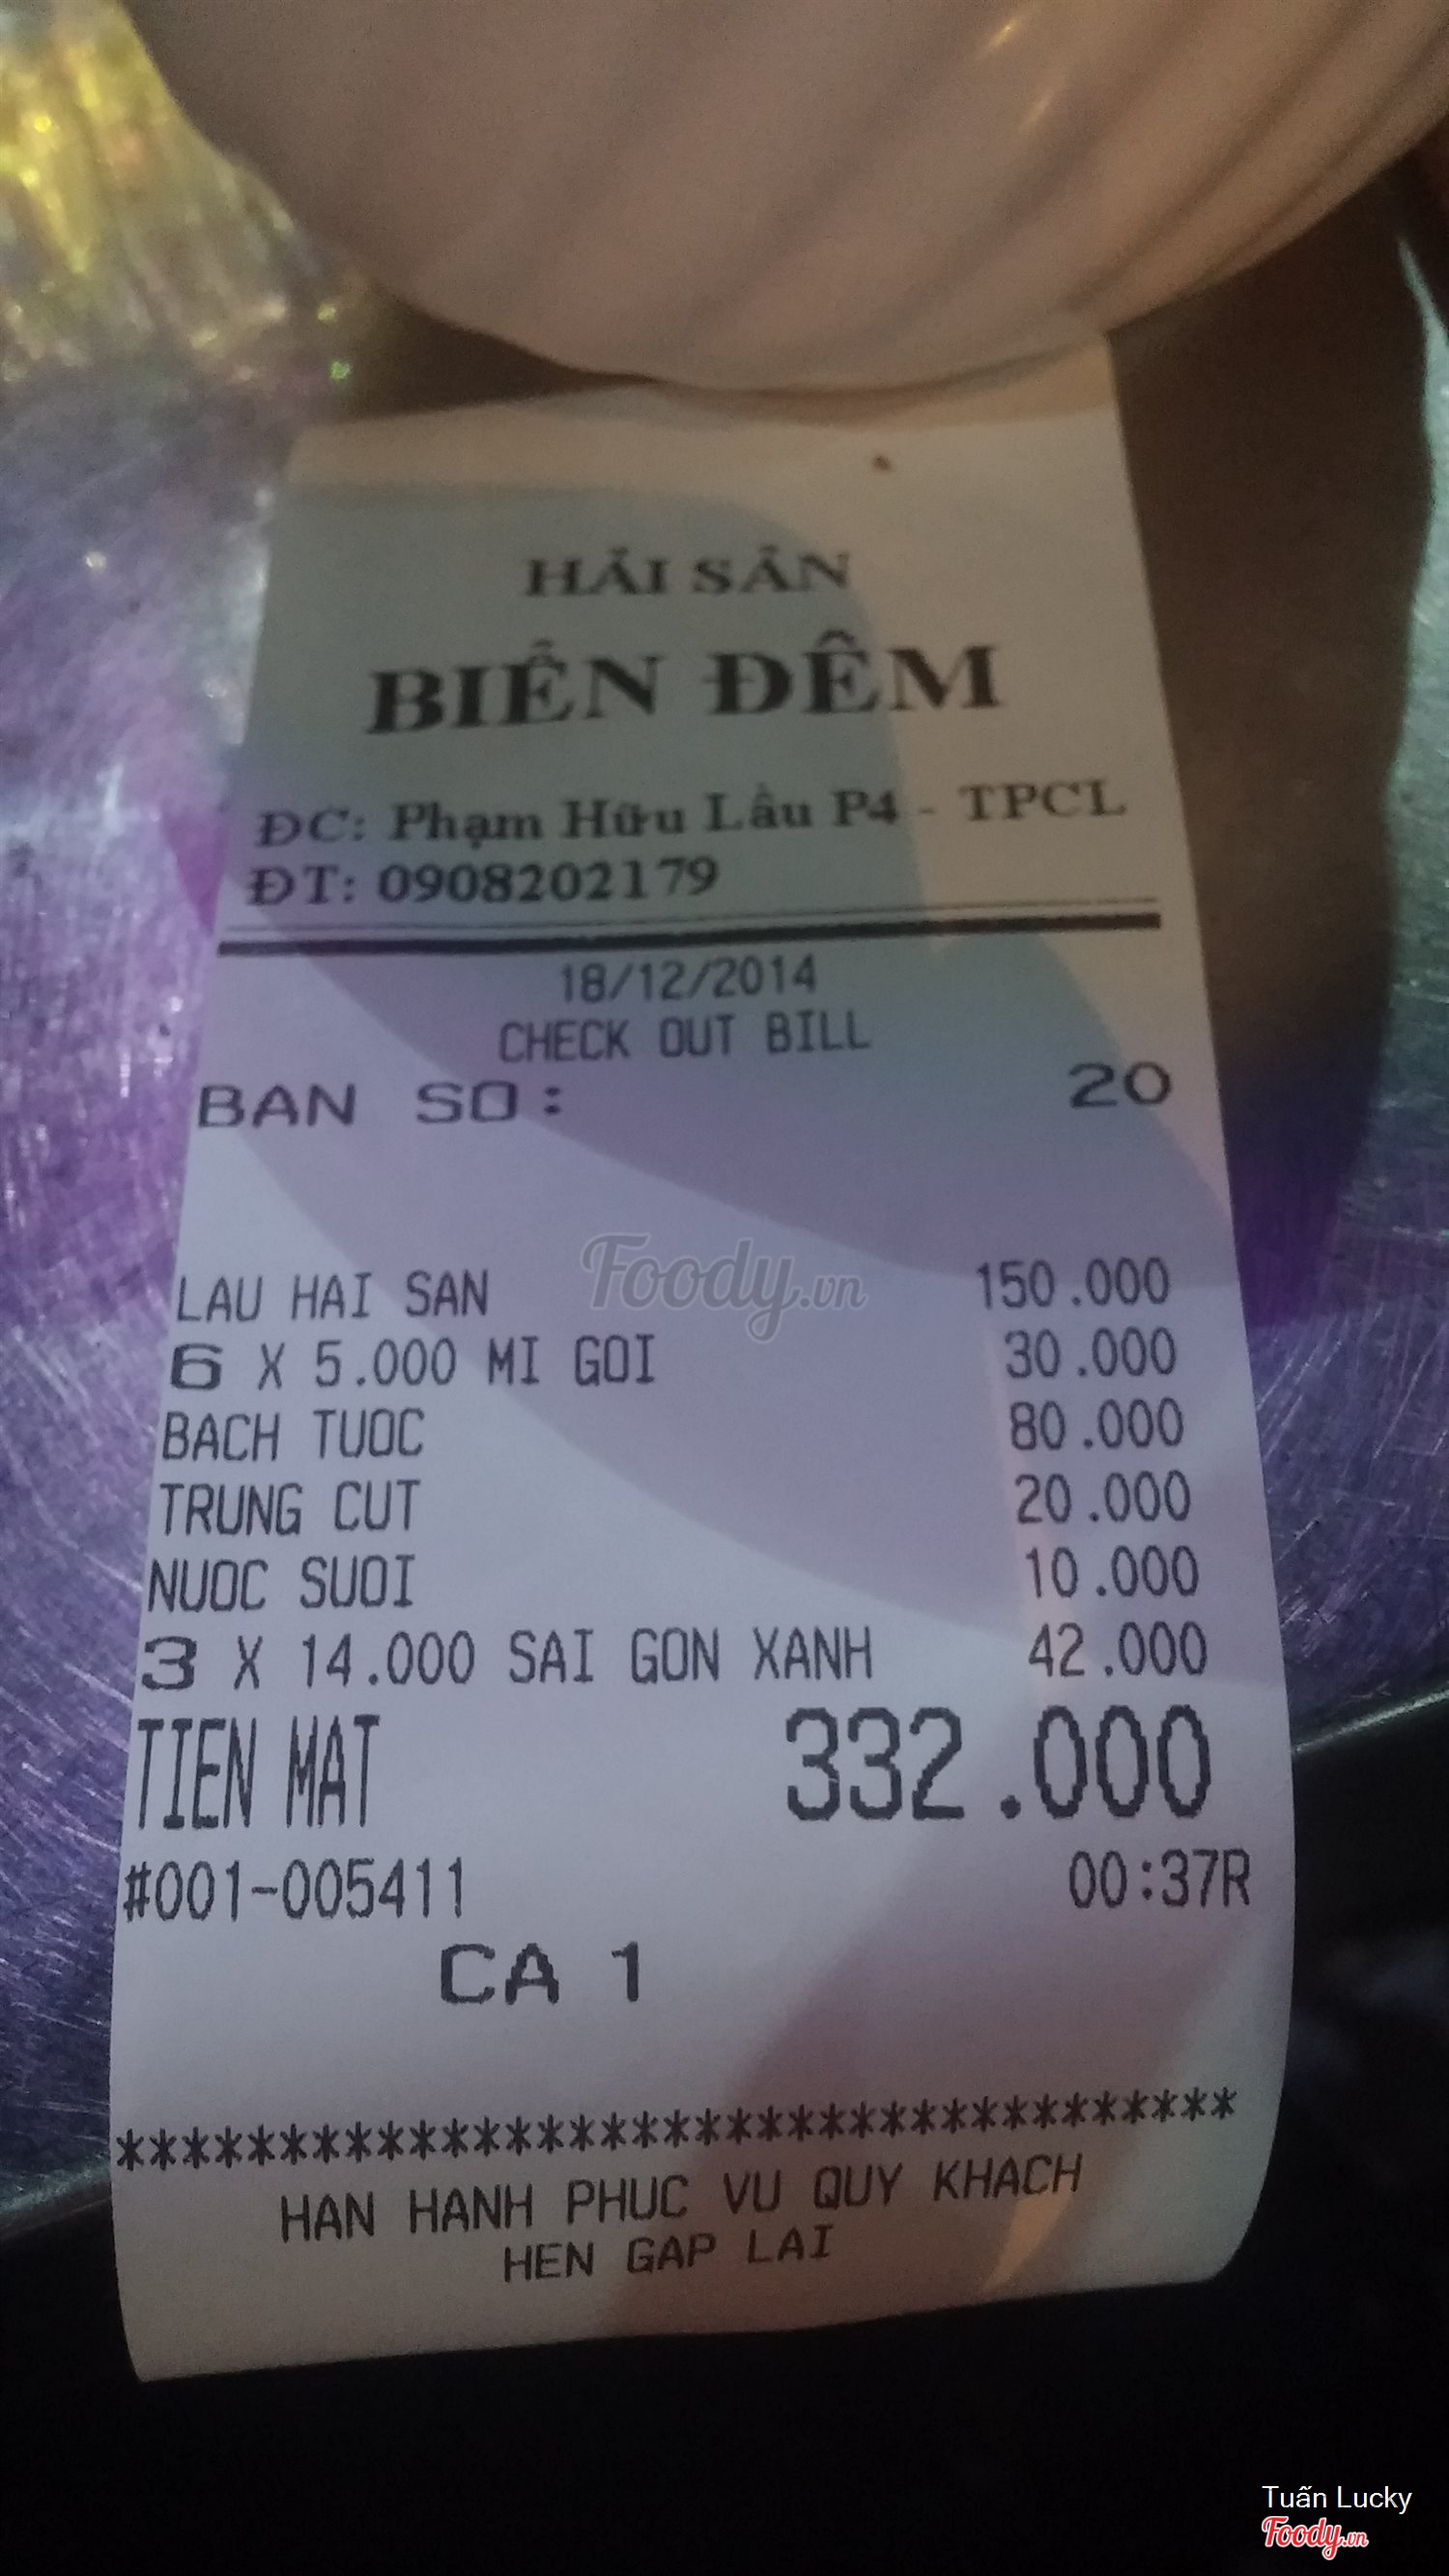 HẢI SẢN
BIỂN ĐÊM
ĐC: Phạm Hữu Lầu P4 - TPCL
ĐT: 0908202179
18/12/2014
CHECK OUT BILL
BAN SO: 20
LAU HAI SAN 150.000
6 X 5.000 MI GOI 30.000
BACH TUOC 80.000
TRUNG CUT 20.000
NUOC SUOI 10.000
3 X 14.000 SAI GON XANH 42.000
TIEN MAT 332.000
#001-005411 00:37R
CA 1
***********************************
HAN HANH PHUC VU QUY KHACH
HEN GAP LAI
Foody.vn
Tuấn Lucky
Foody.vn